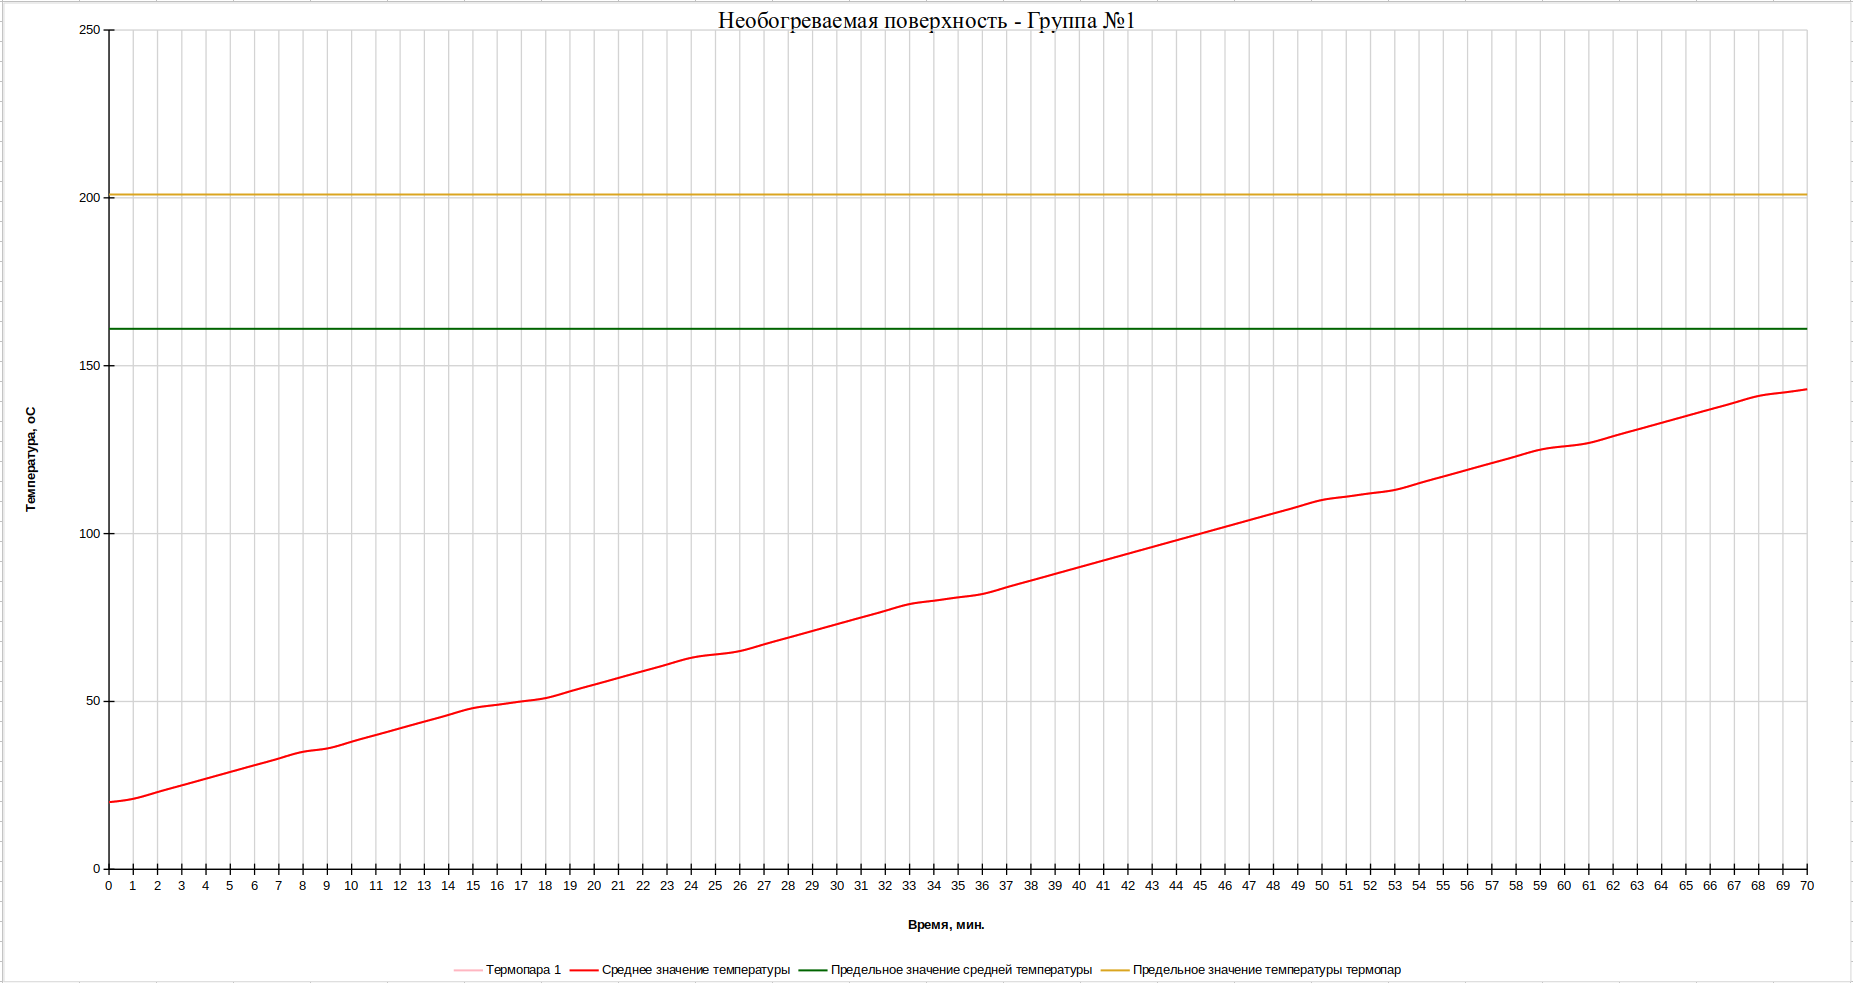 Необогреваемая поверхность - Группа №1
250
200
150
100
50
0
Температура, оС
0 1 2 3 4 5 6 7 8 9 10 11 12 13 14 15 16 17 18 19 20 21 22 23 24 25 26 27 28 29 30 31 32 33 34 35 36 37 38 39 40 41 42 43 44 45 46 47 48 49 50 51 52 53 54 55 56 57 58 59 60 61 62 63 64 65 66 67 68 69 70
Время, мин.
Термопара 1 Среднее значение температуры Предельное значение средней температуры Предельное значение температуры термопар